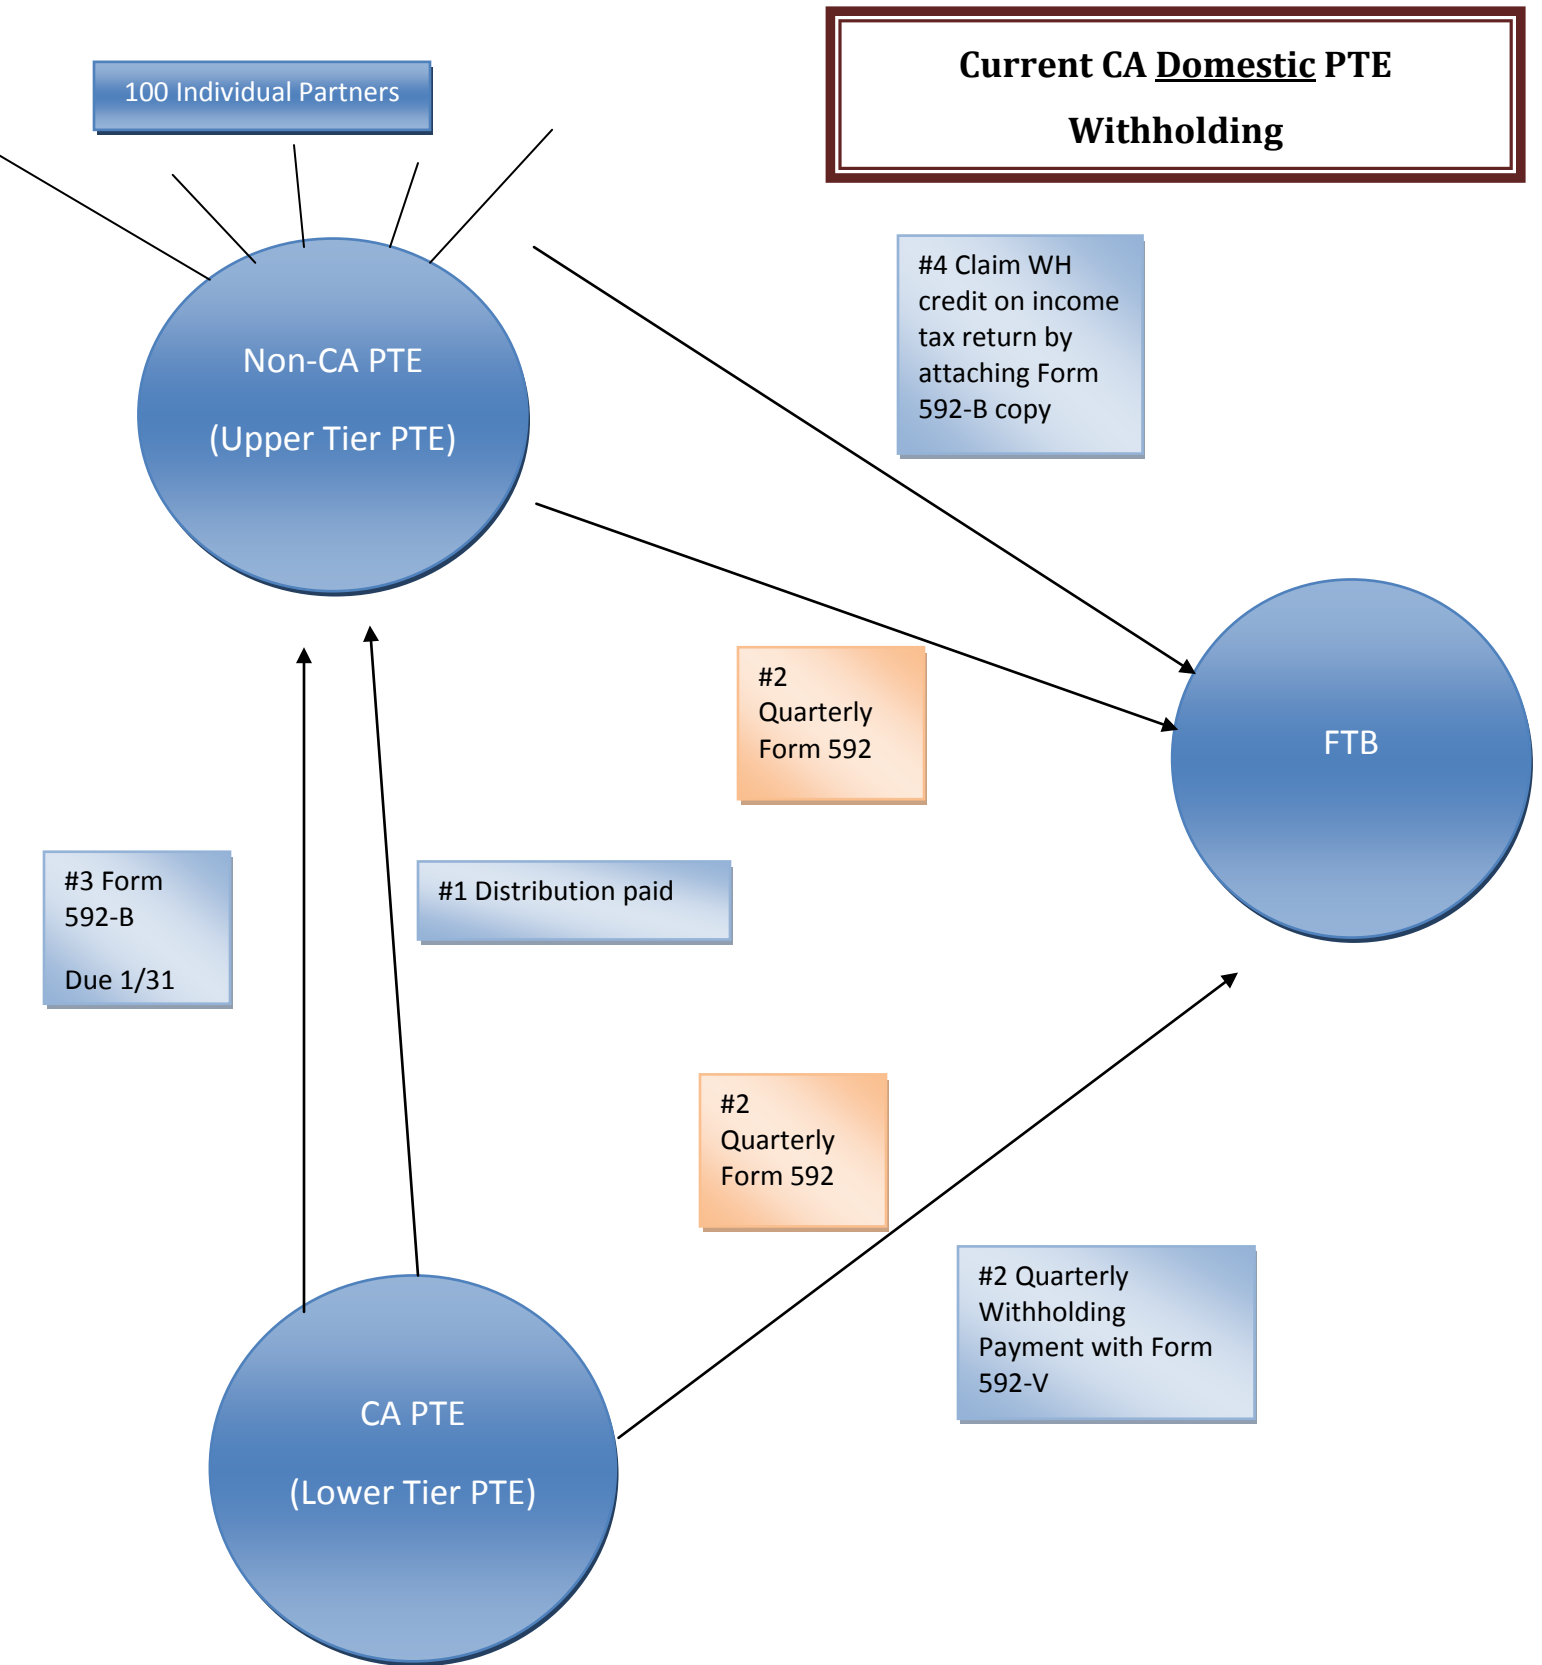 Current CA Domestic PTE
Withholding
100 Individual Partners
#4 Claim WH
credit on income
tax return by
attaching Form
592-B copy
Non-CA PTE
(Upper Tier PTE)
#2
Quarterly
Form 592
FTB
#3 Form
592-B
Due 1/31
#1 Distribution paid
#2
Quarterly
Form 592
#2 Quarterly
Withholding
Payment with Form
592-V
CA PTE
(Lower Tier PTE)